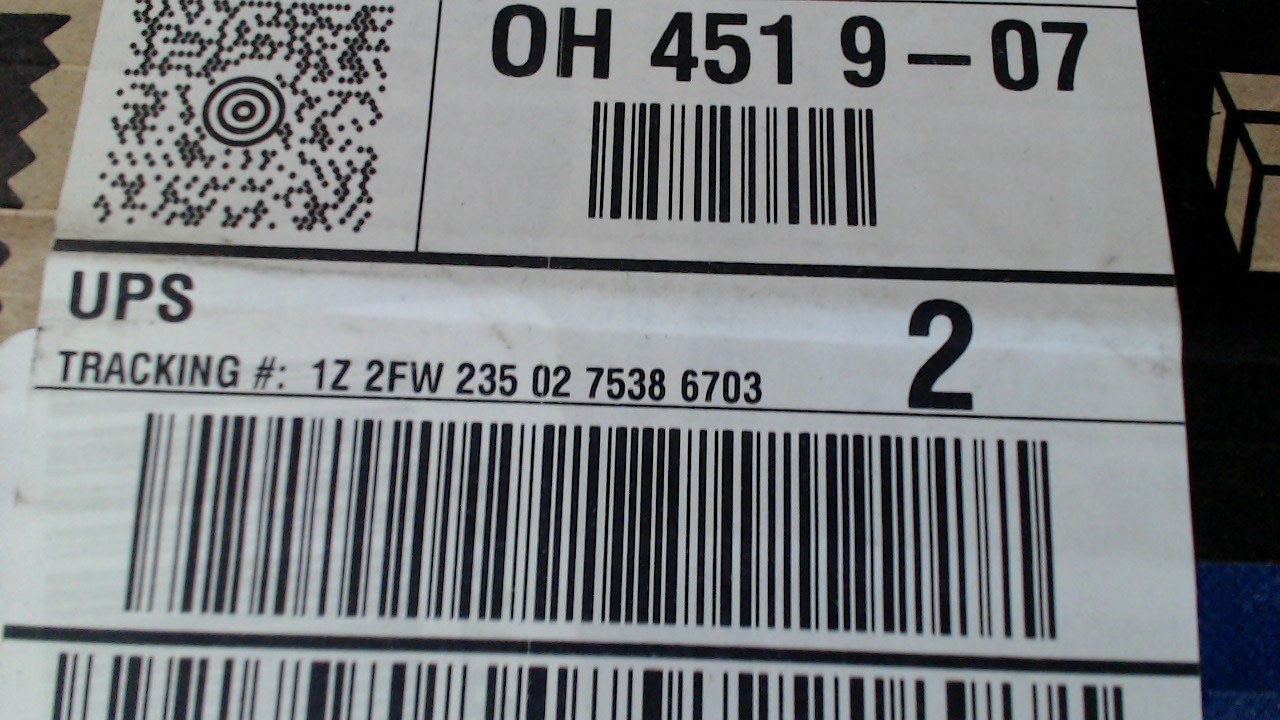 OH 451 9-07
UPS
2
TRACKING #: 1Z 2FW 235 02 7538 6703